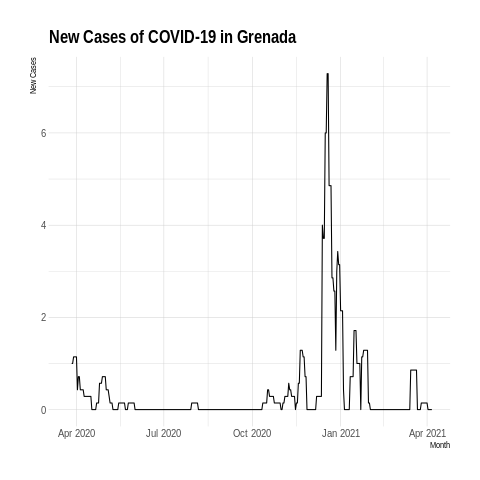 New Cases of COVID-19 in Grenada
New Cases
6
4
2
0
Apr 2020 Jul 2020 Oct 2020 Jan 2021 Apr 2021
Month